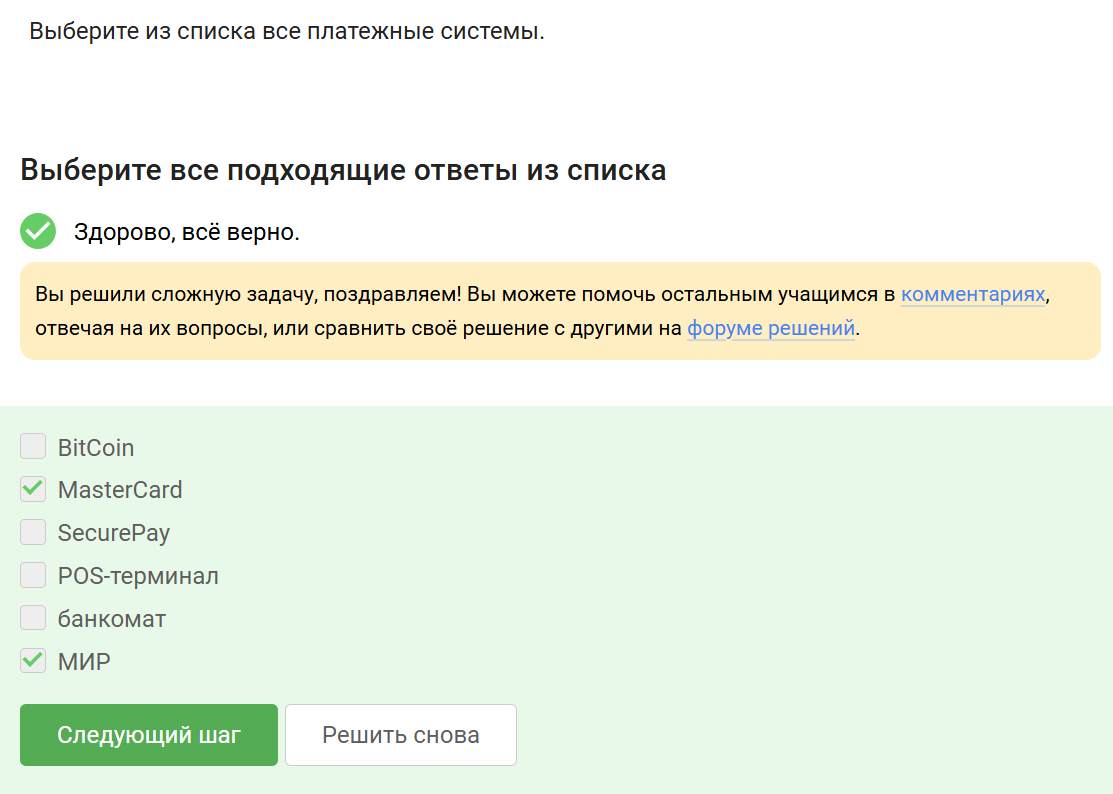 Выберите из списка все платежные системы.
Выберите все подходящие ответы из списка
Здорово, всё верно.
Вы решили сложную задачу, поздравляем! Вы можете помочь остальным учащимся в комментариях,
отвечая на их вопросы, или сравнить своё решение с другими на форуме решений.
BitCoin
MasterCard
SecurePay
POS-терминал
банкомат
МИР
Следующий шаг
Решить снова